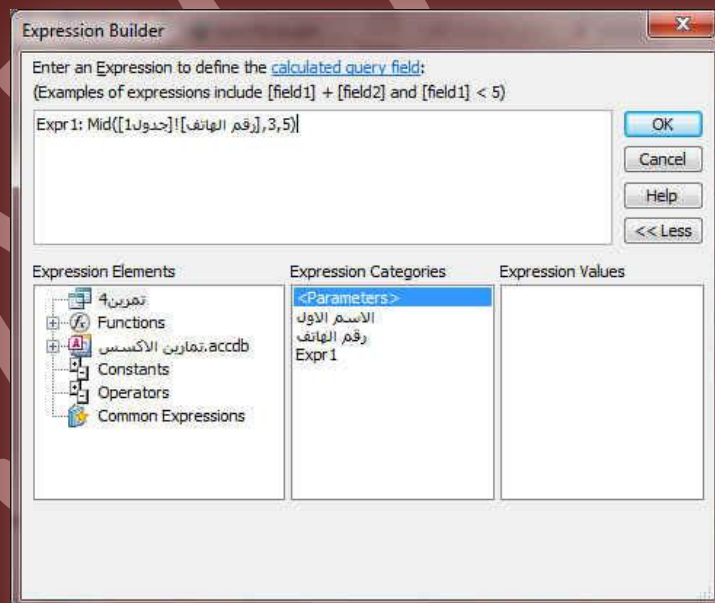 Expression Builder
Enter an Expression to define the calculated query field:
(Examples of expressions include [field1] + [field2] and [field1] < 5)
Expr1: Mid([جدول1]![رقم الهاتف],3,5)
OK
Cancel
Help
<< Less
Expression Elements
تمرين4
Functions
تمارين الاكسس.accdb
Constants
Operators
Common Expressions
Expression Categories
<Parameters>
الاسم الاول
رقم الهاتف
Expr1
Expression Values